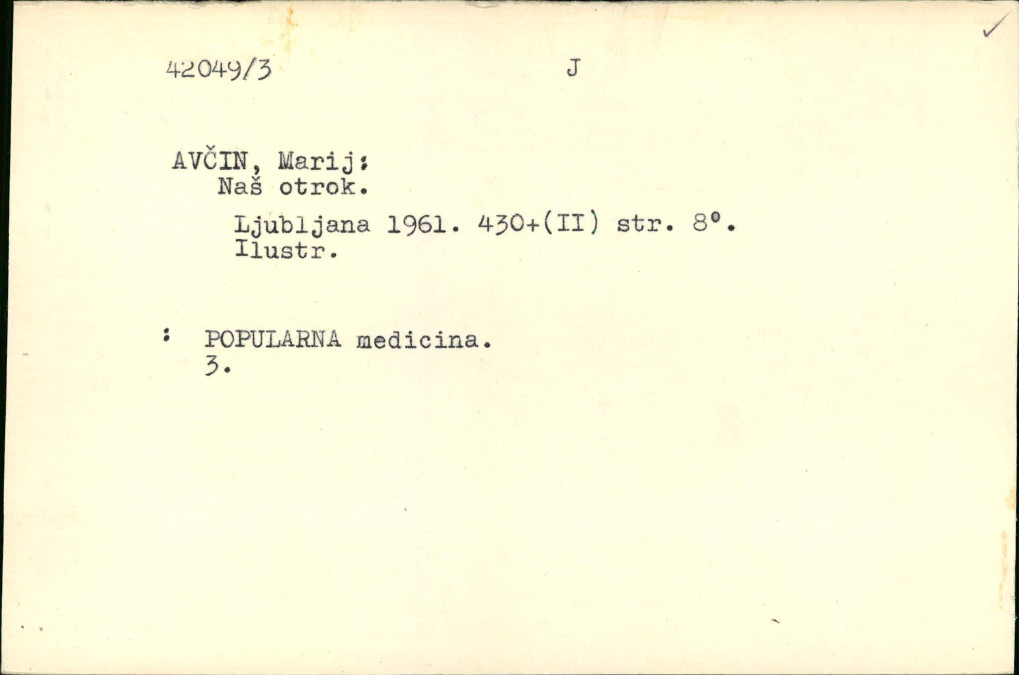 42049/3 J
AVČIN, Marij:
Naš otrok.
Ljubljana 1961. 430+(II) str. 8°.
Ilustr.
: POPULARNA medicina.
3.